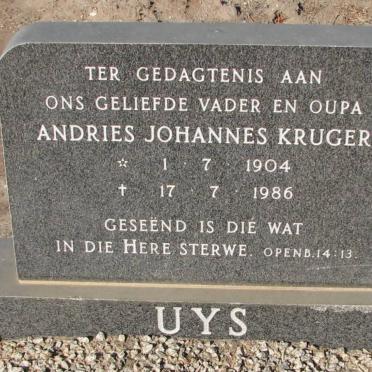 TER GEDAGTENIS AAN
ONS GELIEFDE VADER EN OUPA
ANDRIES JOHANNES KRUGER
☆ 1 · 7 · 1904
† 17 · 7 · 1986
GESEËND IS DIE WAT
IN DIE HERE STERWE. OPENB. 14:13.
UYS